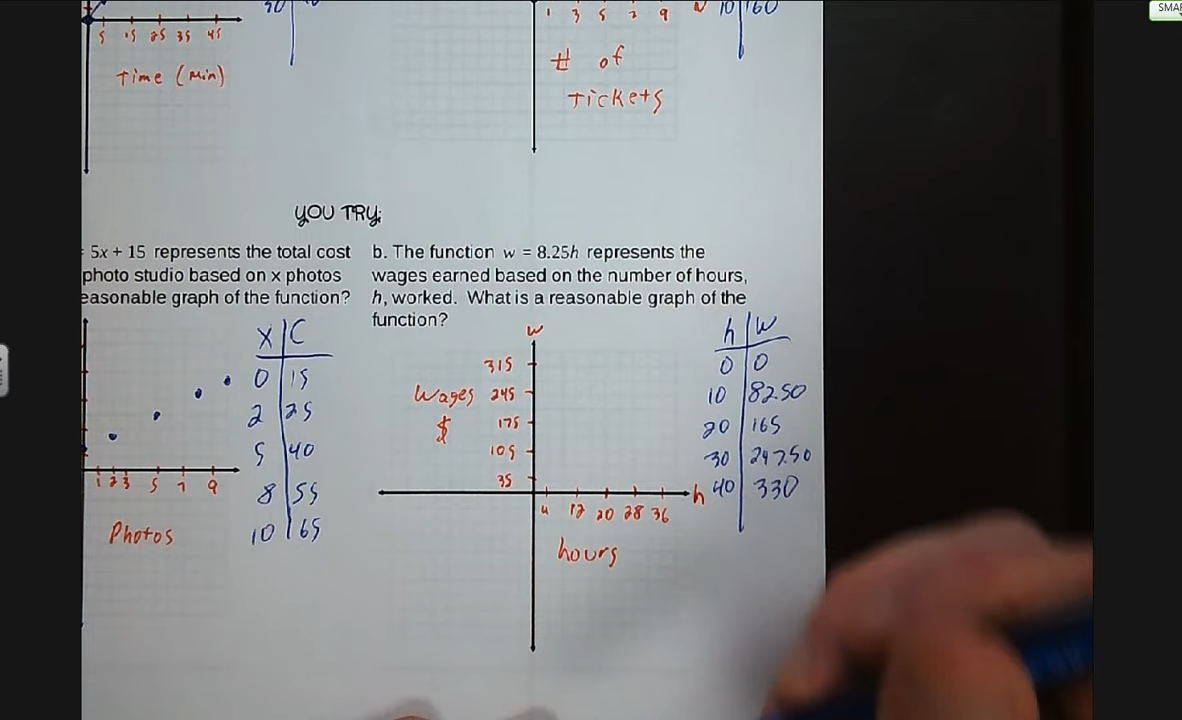 SMAR
5 15 25 35 45
Time (Min)
1 3 5 7 9
10 160
# of
Tickets
YOU TRY:
5x + 15 represents the total cost
photo studio based on x photos
easonable graph of the function?
b. The function w = 8.25h represents the
wages earned based on the number of hours,
h, worked. What is a reasonable graph of the
function?
x C
0 15
2 25
5 40
8 55
10 65
1 2 3 5 7 9
Photos
w
315
Wages 245
$ 175
105
35
h
4 12 20 28 36
hours
h w
0 0
10 82.50
20 165
30 247.50
40 330